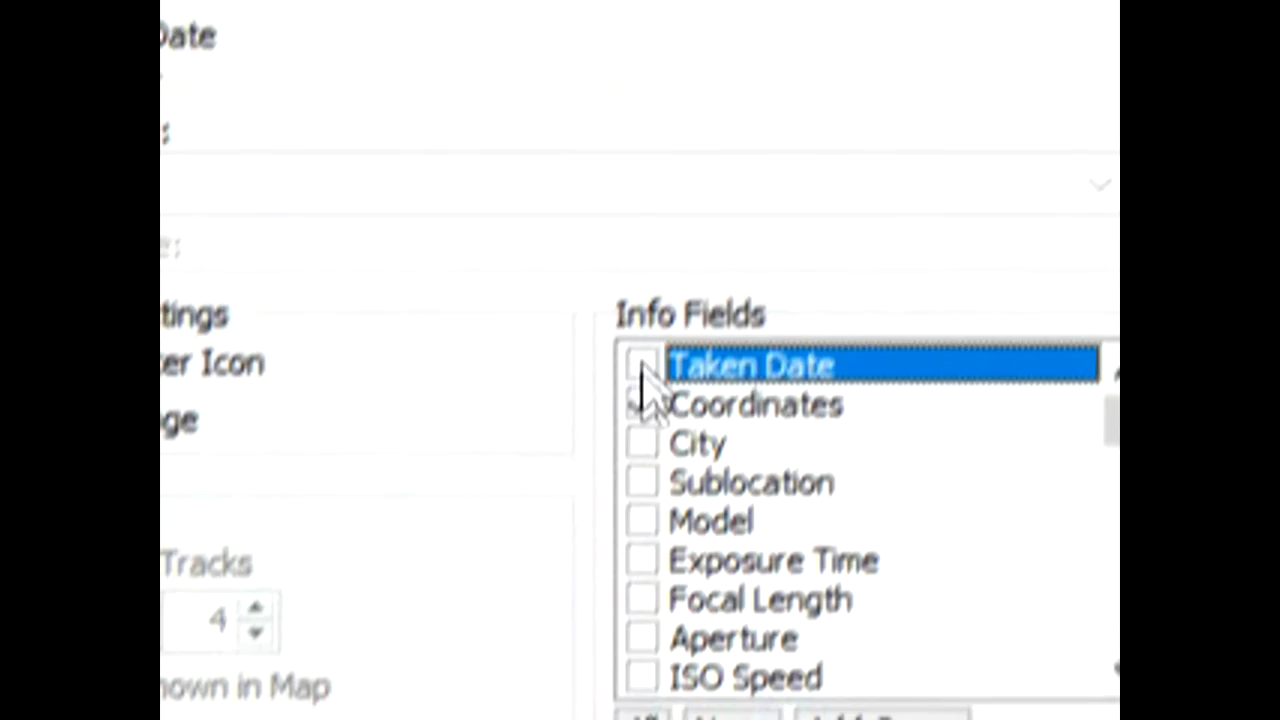 Date
:
e:
tings
Info Fields
er Icon
Taken Date
Coordinates
ge
City
Sublocation
Model
Exposure Time
Tracks
Focal Length
4
Aperture
ISO Speed
hown in Map